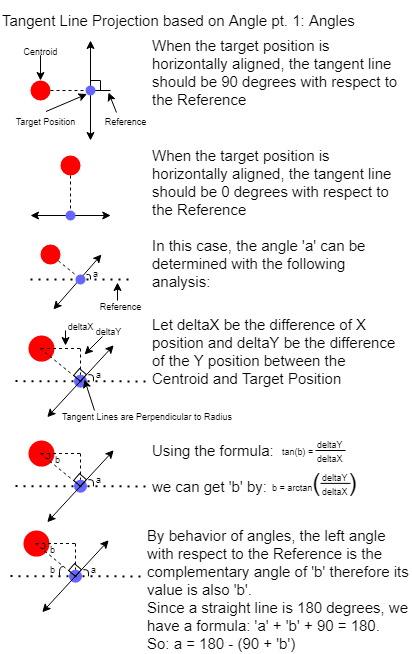 Tangent Line Projection based on Angle pt. 1: Angles
Centroid
Target Position
Reference
When the target position is
horizontally aligned, the tangent line
should be 90 degrees with respect to
the Reference
When the target position is
horizontally aligned, the tangent line
should be 0 degrees with respect to
the Reference
a
Reference
In this case, the angle 'a' can be
determined with the following
analysis:
deltaX
deltaY
a
Tangent Lines are Perpendicular to Radius
Let deltaX be the difference of X
position and deltaY be the difference
of the Y position between the
Centroid and Target Position
b
a
Using the formula: tan(b) = deltaY / deltaX
we can get 'b' by: b = arctan(deltaY / deltaX)
b
b
a
By behavior of angles, the left angle
with respect to the Reference is the
complementary angle of 'b' therefore its
value is also 'b'.
Since a straight line is 180 degrees, we
have a formula: 'a' + 'b' + 90 = 180.
So: a = 180 - (90 + 'b')